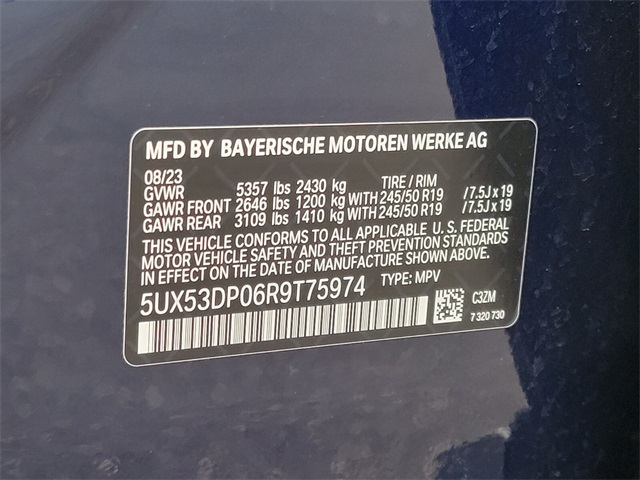 MFD BY BAYERISCHE MOTOREN WERKE AG
08/23 TIRE / RIM
GVWR 5357 lbs 2430 kg
GAWR FRONT 2646 lbs 1200 kg WITH 245/50 R19 /7.5J x 19
GAWR REAR 3109 lbs 1410 kg WITH 245/50 R19 /7.5J x 19
THIS VEHICLE CONFORMS TO ALL APPLICABLE U. S. FEDERAL
MOTOR VEHICLE SAFETY AND THEFT PREVENTION STANDARDS
IN EFFECT ON THE DATE OF MANUFACTURE SHOWN ABOVE.
5UX53DP06R9T75974 TYPE: MPV
C3ZM
7 320 730